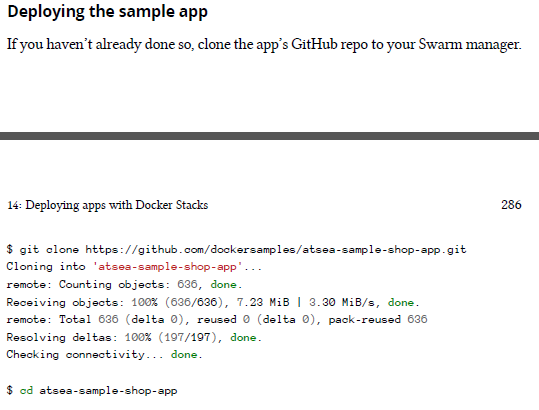 Deploying the sample app
If you haven’t already done so, clone the app’s GitHub repo to your Swarm manager.
14: Deploying apps with Docker Stacks 286
$ git clone https://github.com/dockersamples/atsea-sample-shop-app.git
Cloning into 'atsea-sample-shop-app'...
remote: Counting objects: 636, done.
Receiving objects: 100% (636/636), 7.23 MiB | 3.30 MiB/s, done.
remote: Total 636 (delta 0), reused 0 (delta 0), pack-reused 636
Resolving deltas: 100% (197/197), done.
Checking connectivity... done.
$ cd atsea-sample-shop-app